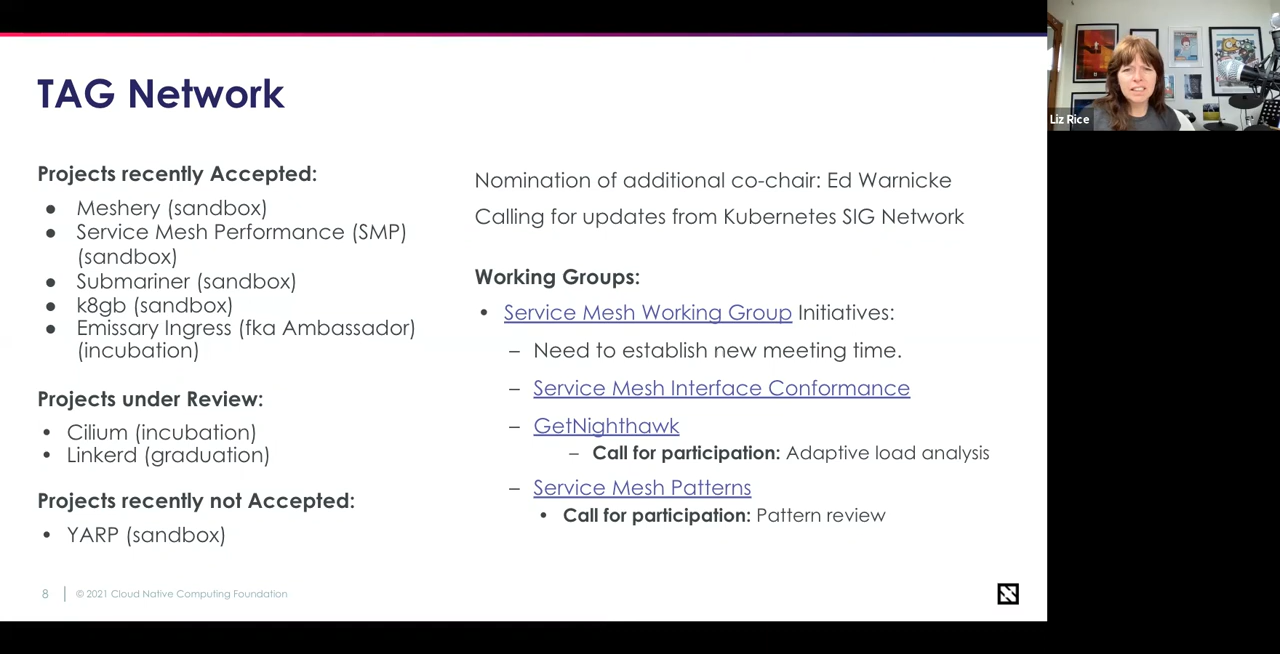 TAG Network
Projects recently Accepted:
● Meshery (sandbox)
● Service Mesh Performance (SMP)
(sandbox)
● Submariner (sandbox)
● k8gb (sandbox)
● Emissary Ingress (fka Ambassador)
(incubation)
Projects under Review:
• Cilium (incubation)
• Linkerd (graduation)
Projects recently not Accepted:
• YARP (sandbox)
Nomination of additional co-chair: Ed Warnicke
Calling for updates from Kubernetes SIG Network
Working Groups:
• Service Mesh Working Group Initiatives:
– Need to establish new meeting time.
– Service Mesh Interface Conformance
– GetNighthawk
– Call for participation: Adaptive load analysis
– Service Mesh Patterns
• Call for participation: Pattern review
8 | © 2021 Cloud Native Computing Foundation
Liz Rice